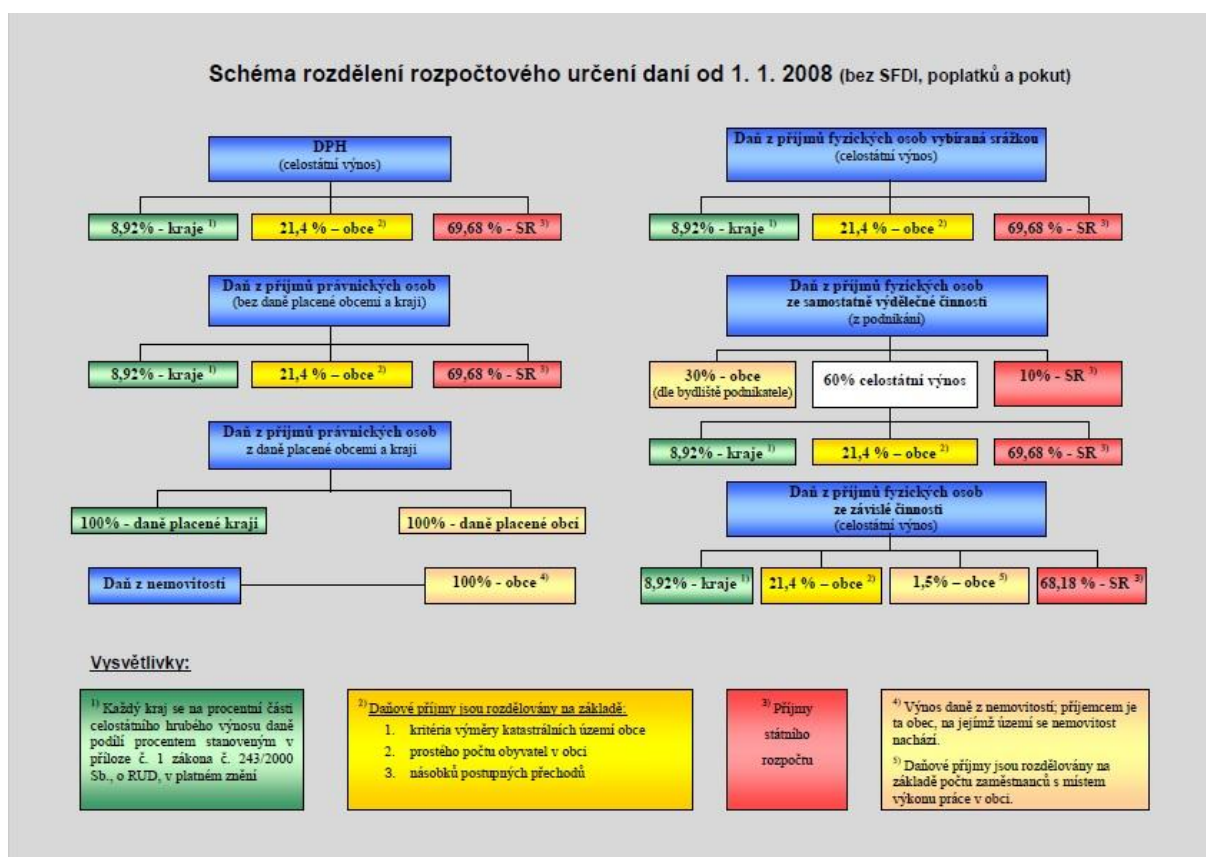 Schéma rozdělení rozpočtového určení daní od 1. 1. 2008 (bez SFDI, poplatků a pokut)
DPH
(celostátní výnos)
8,92% - kraje 1)
21,4 % – obce 2)
69,68 % - SR 3)
Daň z příjmů právnických osob
(bez daně placené obcemi a kraji)
8,92% - kraje 1)
21,4 % – obce 2)
69,68 % - SR 3)
Daň z příjmů právnických osob
z daně placené obcemi a kraji
100% - daně placené kraji
100% - daně placené obcí
Daň z nemovitostí
100% - obce 4)
Daň z příjmů fyzických osob vybíraná srážkou
(celostátní výnos)
8,92% - kraje 1)
21,4 % – obce 2)
69,68 % - SR 3)
Daň z příjmů fyzických osob
ze samostatně výdělečné činnosti
(z podnikání)
30% - obce
(dle bydliště podnikatele)
60% celostátní výnos
10% - SR 3)
8,92% - kraje 1)
21,4 % – obce 2)
69,68 % - SR 3)
Daň z příjmů fyzických osob
ze závislé činnosti
(celostátní výnos)
8,92% - kraje 1)
21,4 % – obce 2)
1,5% – obce 5)
68,18 % - SR 3)
Vysvětlivky:
1) Každý kraj se na procentní části
celostátního hrubého výnosu daně
podílí procentem stanoveným v
příloze č. 1 zákona č. 243/2000
Sb., o RUD, v platném znění
2) Daňové příjmy jsou rozdělovány na základě:
1. kritéria výměry katastrálních území obce
2. prostého počtu obyvatel v obci
3. násobků postupných přechodů
3) Příjmy
státního
rozpočtu
4) Výnos daně z nemovitostí; příjemcem je
ta obec, na jejímž území se nemovitost
nachází.
5) Daňové příjmy jsou rozdělovány na
základě počtu zaměstnanců s místem
výkonu práce v obci.